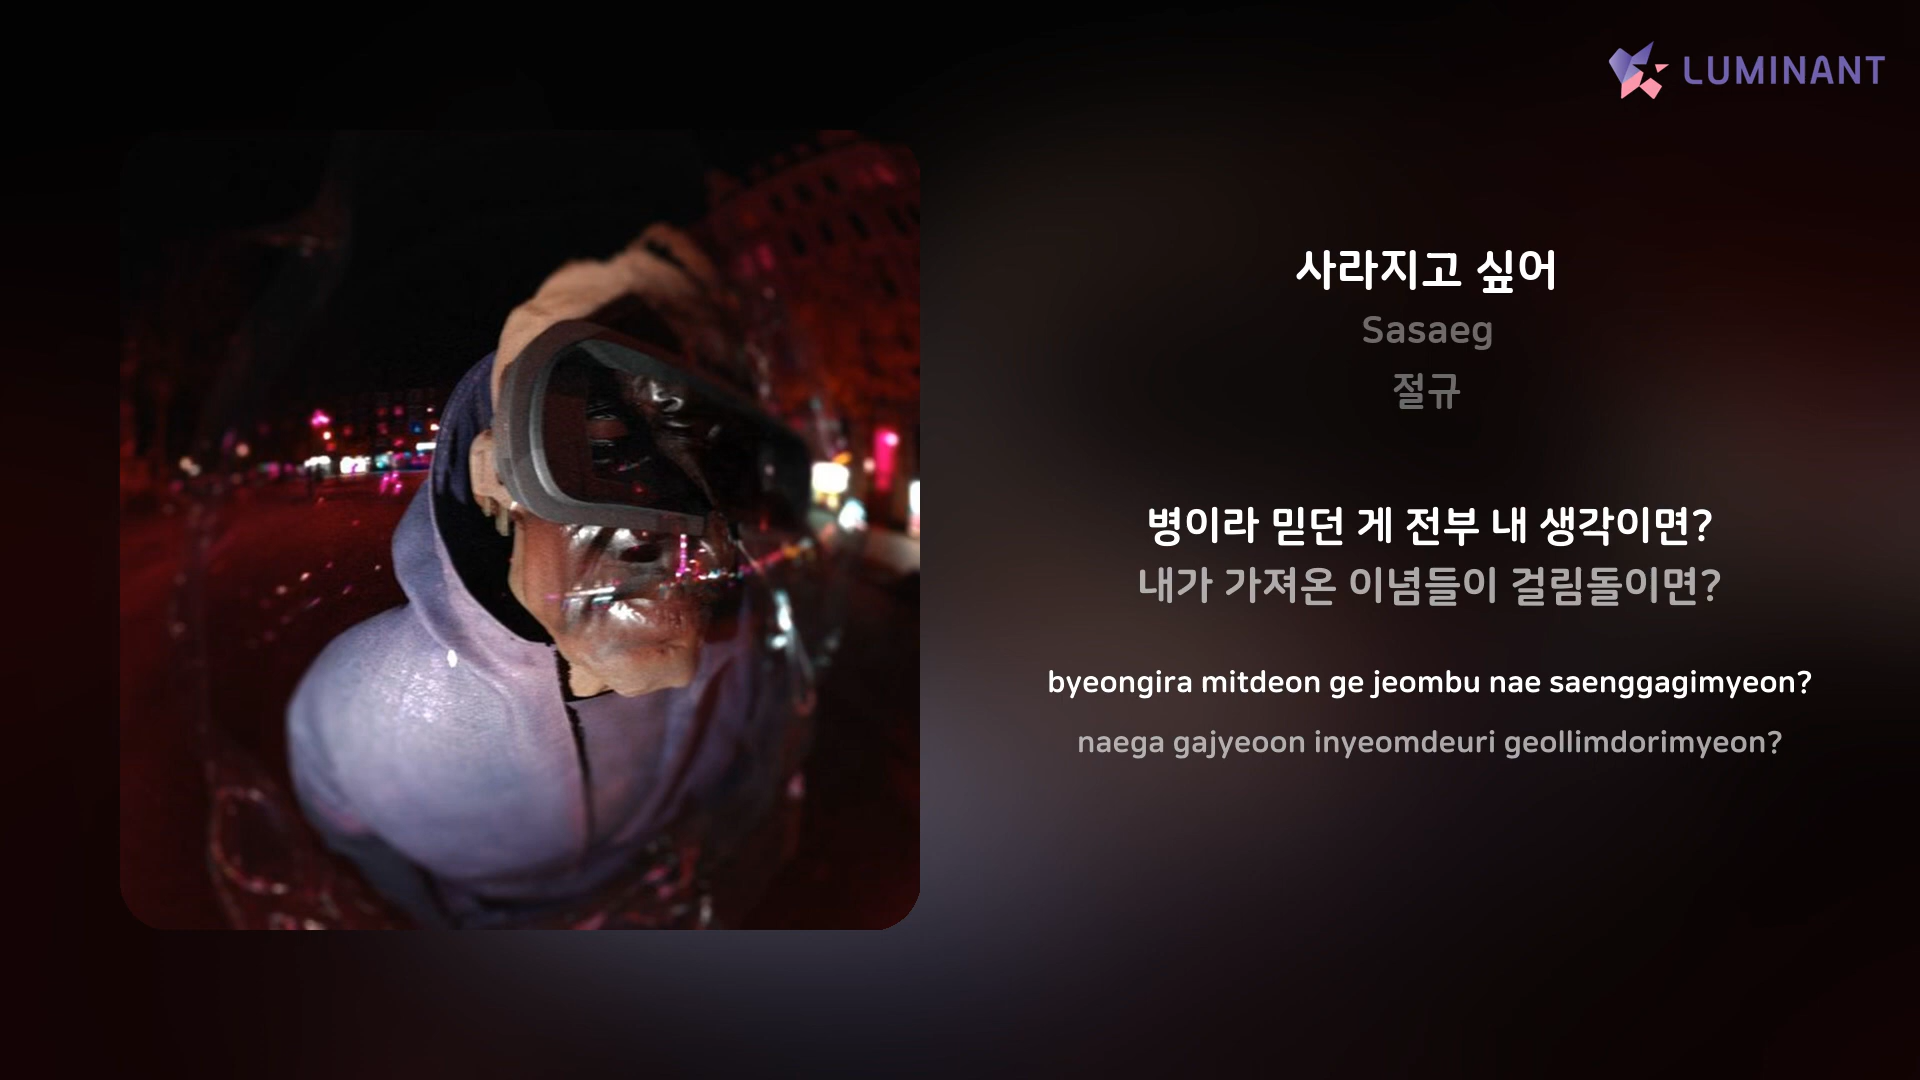 LUMINANT
사라지고 싶어
Sasaeg
절규
병이라 믿던 게 전부 내 생각이면?
내가 가져온 이념들이 걸림돌이면?
byeongira mitdeon ge jeombu nae saenggagimyeon?
naega gajyeoon inyeomdeuri geollimdorimyeon?